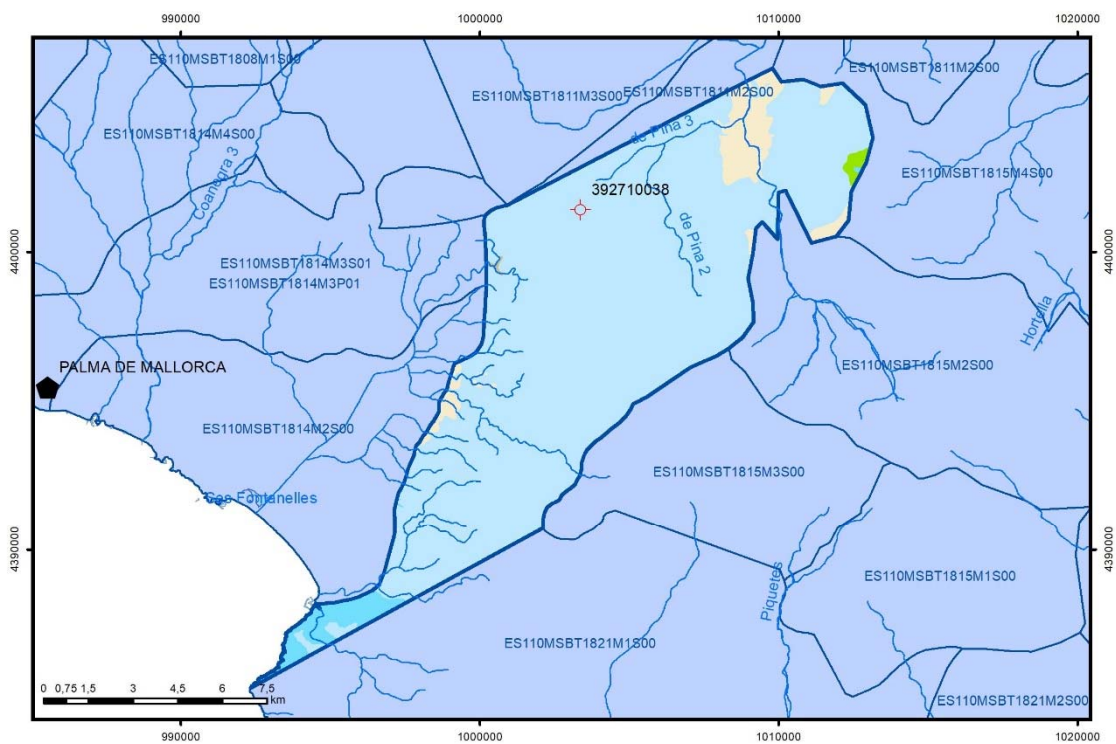 990000
1000000
1010000
1020000
ES110MSBT1808M1S00
ES110MSBT1811M2S00
ES110MSBT1811M3S00
ES110MSBT1811M2S00
de Pina 3
ES110MSBT1814M4S00
Coanegra 3
ES110MSBT1815M4S00
392710038
4400000
4400000
de Pina 2
ES110MSBT1814M3S01
ES110MSBT1814M3P01
Hortella
PALMA DE MALLORCA
ES110MSBT1815M2S00
ES110MSBT1814M2S00
ES110MSBT1815M3S00
Ses Fontanelles
4390000
4390000
ES110MSBT1815M1S00
Piquetes
ES110MSBT1821M1S00
0 0,75 1,5 3 4,5 6 7,5
km
ES110MSBT1821M2S00
990000
1000000
1010000
1020000